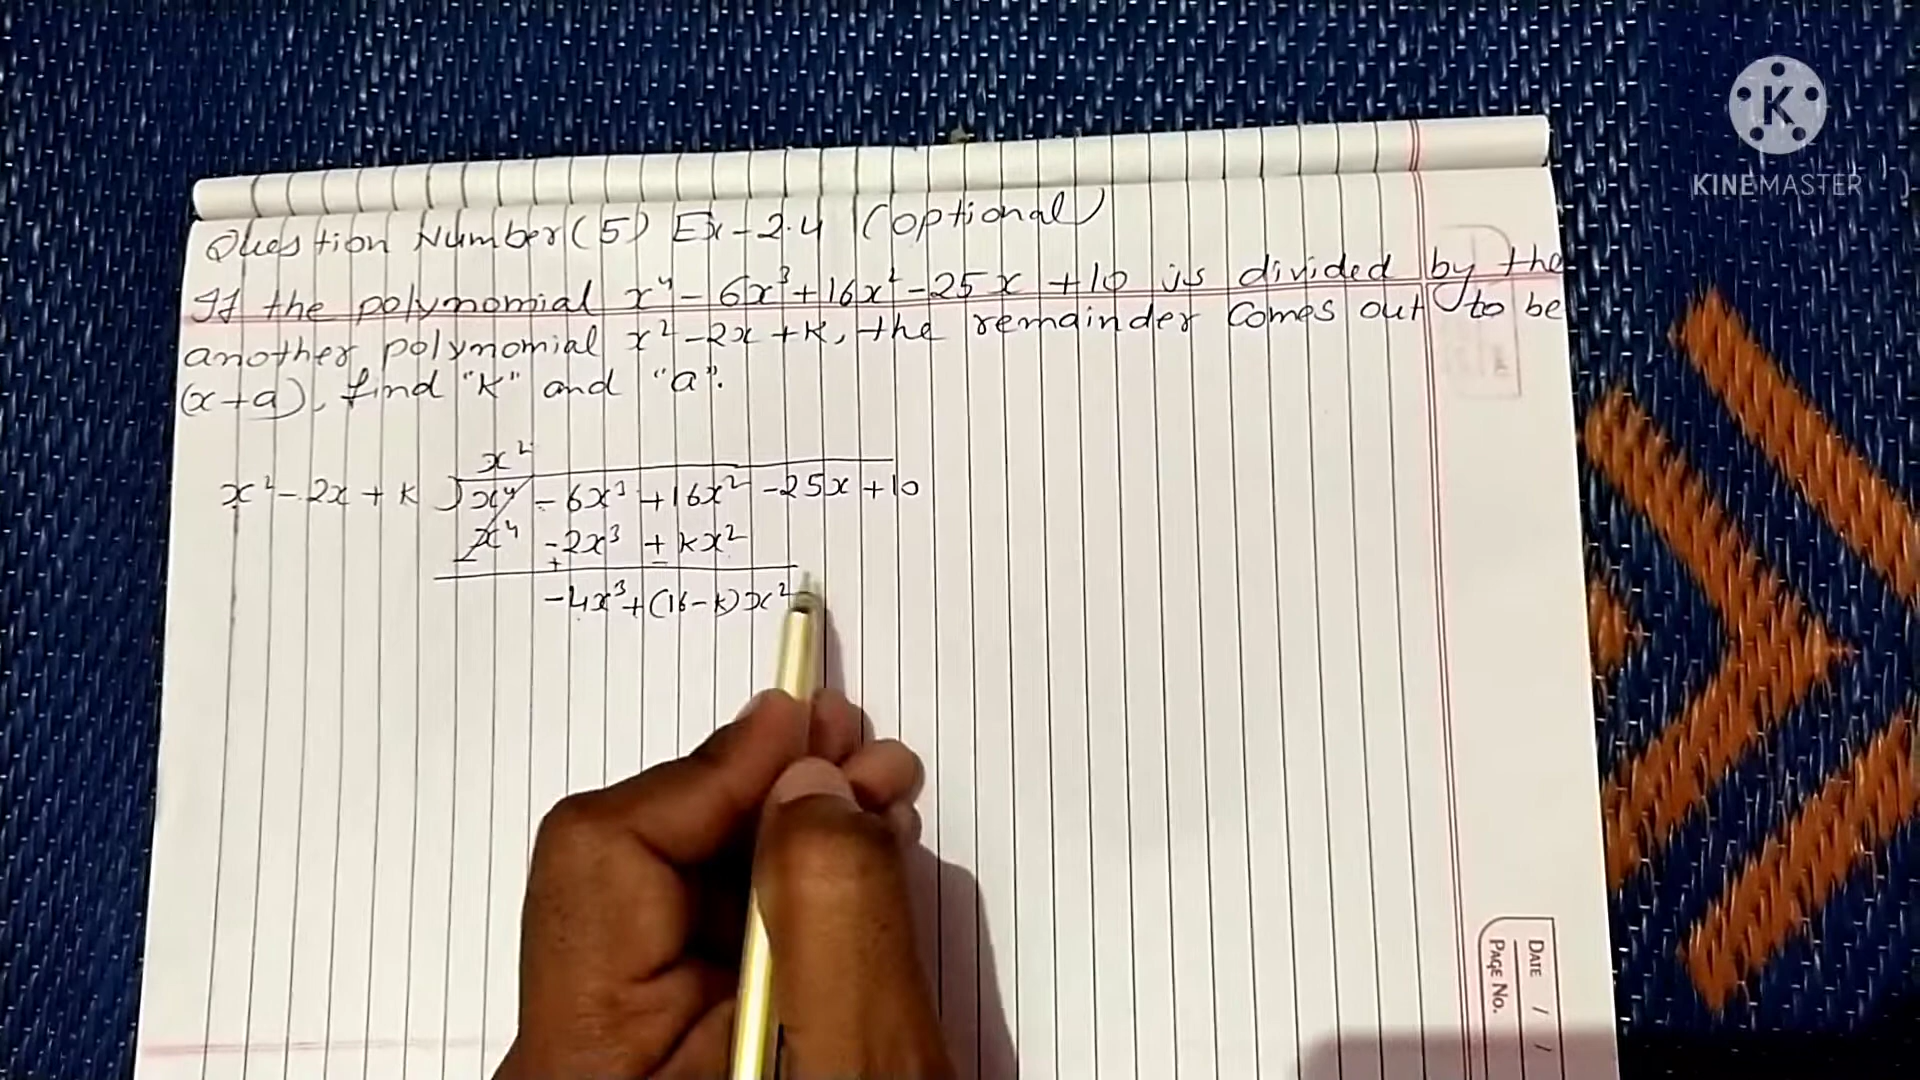 KINEMASTER
Question Number (5) Ex-2.4 (optional)
If the polynomial x⁴ - 6x³ + 16x² - 25x + 10 is divided by the
another polynomial x² - 2x + k, the remainder comes out to be
(x+a), find "k" and "a".
x²
x² - 2x + k ) x⁴ - 6x³ + 16x² - 25x + 10
x⁴ - 2x³ + kx²
- + -
-4x³ + (16-k)x²
DATE / /
PAGE NO.